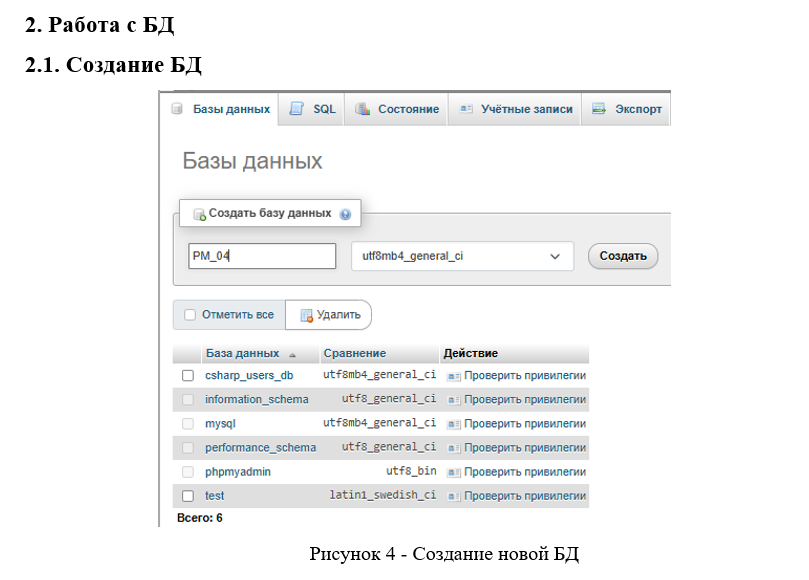 2. Работа с БД
2.1. Создание БД
Базы данных SQL Состояние Учётные записи Экспорт
Базы данных
Создать базу данных
PM_04 utf8mb4_general_ci Создать
Отметить все Удалить
База данных Сравнение Действие
csharp_users_db utf8mb4_general_ci Проверить привилегии
information_schema utf8_general_ci Проверить привилегии
mysql utf8mb4_general_ci Проверить привилегии
performance_schema utf8_general_ci Проверить привилегии
phpmyadmin utf8_bin Проверить привилегии
test latin1_swedish_ci Проверить привилегии
Всего: 6
Рисунок 4 - Создание новой БД